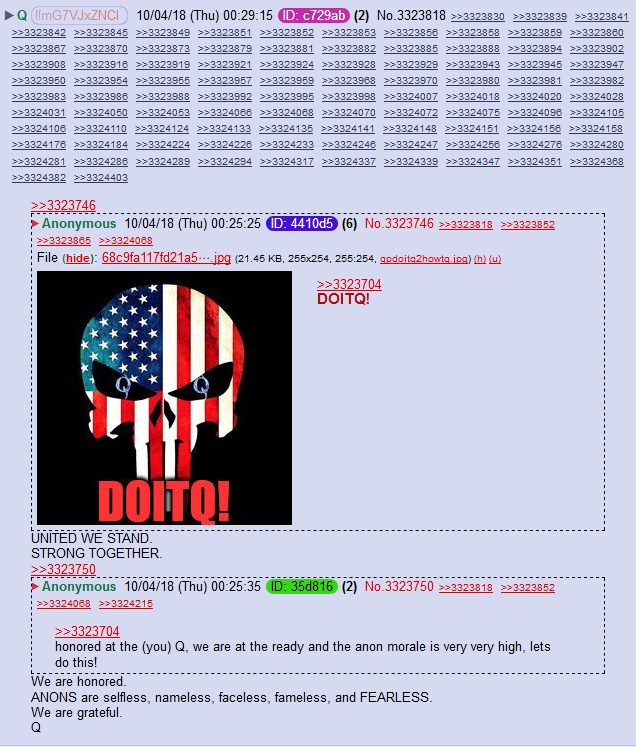 ▶ Q !!mG7VJxZNCI 10/04/18 (Thu) 00:29:15 ID: c729ab (2) No.3323818 >>3323830 >>3323839 >>3323841
>>3323842 >>3323845 >>3323849 >>3323851 >>3323852 >>3323853 >>3323856 >>3323858 >>3323859 >>3323860
>>3323867 >>3323870 >>3323873 >>3323879 >>3323881 >>3323882 >>3323885 >>3323888 >>3323894 >>3323902
>>3323908 >>3323916 >>3323919 >>3323921 >>3323924 >>3323928 >>3323929 >>3323943 >>3323945 >>3323947
>>3323950 >>3323954 >>3323955 >>3323957 >>3323959 >>3323968 >>3323970 >>3323980 >>3323981 >>3323982
>>3323983 >>3323986 >>3323988 >>3323992 >>3323995 >>3323998 >>3324007 >>3324018 >>3324020 >>3324028
>>3324031 >>3324050 >>3324053 >>3324066 >>3324068 >>3324070 >>3324072 >>3324075 >>3324096 >>3324105
>>3324106 >>3324110 >>3324124 >>3324133 >>3324135 >>3324141 >>3324148 >>3324151 >>3324156 >>3324158
>>3324176 >>3324184 >>3324224 >>3324226 >>3324233 >>3324246 >>3324247 >>3324256 >>3324276 >>3324280
>>3324281 >>3324286 >>3324289 >>3324294 >>3324317 >>3324337 >>3324339 >>3324347 >>3324351 >>3324368
>>3324382 >>3324403
>>3323746
▶ Anonymous 10/04/18 (Thu) 00:25:25 ID: 4410d5 (6) No.3323746 >>3323818 >>3323852
>>3323865 >>3324068
File (hide): 68c9fa117fd21a5⋯.jpg (21.45 KB, 255x254, 255:254, qpdoitq2howtq.jpg) (h) (u)
>>3323704
DOITQ!
Q Q
DOITQ!
UNITED WE STAND.
STRONG TOGETHER.
>>3323750
▶ Anonymous 10/04/18 (Thu) 00:25:35 ID: 35d816 (2) No.3323750 >>3323818 >>3323852
>>3324068 >>3324215
>>3323704
honored at the (you) Q, we are at the ready and the anon morale is very very high, lets
do this!
We are honored.
ANONS are selfless, nameless, faceless, fameless, and FEARLESS.
We are grateful.
Q